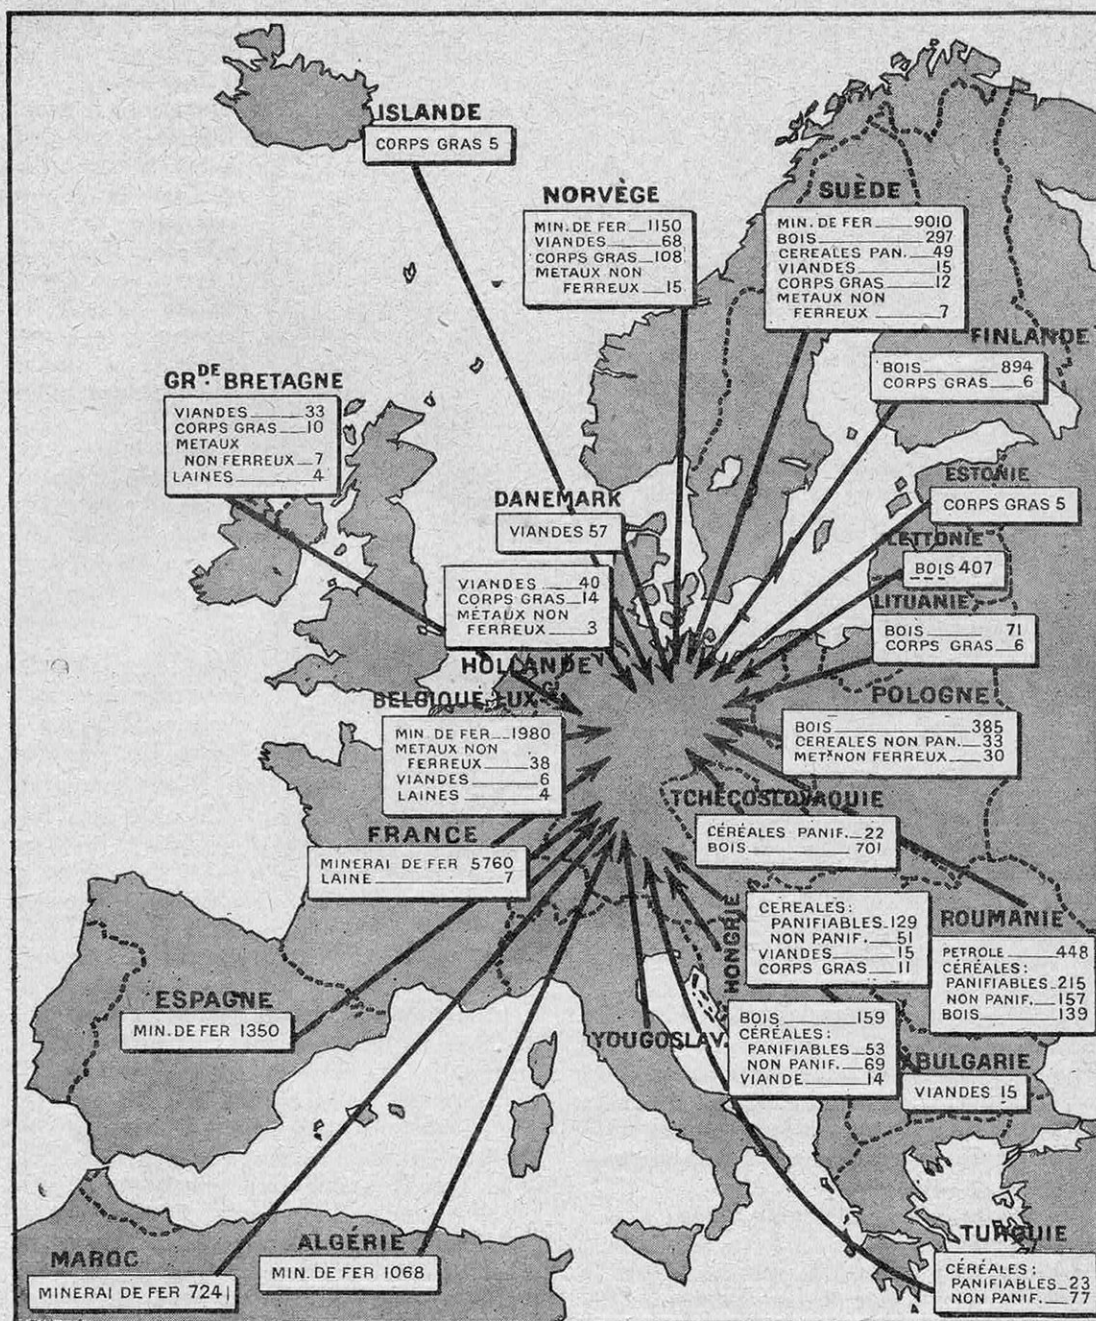 ISLANDE
CORPS GRAS 5
NORVÈGE
MIN. DE FER 1150
VIANDES 68
CORPS GRAS 108
METAUX NON
FERREUX 15
SUÈDE
MIN. DE FER 9010
BOIS 297
CEREALES PAN. 49
VIANDES 15
CORPS GRAS 12
METAUX NON
FERREUX 7
FINLANDE
BOIS 894
CORPS GRAS 6
GRDE BRETAGNE
VIANDES 33
CORPS GRAS 10
METAUX
NON FERREUX 7
LAINES 4
ESTONIE
CORPS GRAS 5
DANEMARK
VIANDES 57
LETTONIE
BOIS 407
VIANDES 40
CORPS GRAS 14
MÉTAUX NON
FERREUX 3
HOLLANDE
LITUANIE
BOIS 71
CORPS GRAS 6
BELGIQUE LUXG
MIN. DE FER 1980
METAUX NON
FERREUX 38
VIANDES 6
LAINES 4
POLOGNE
BOIS 385
CEREALES NON PAN. 33
METX NON FERREUX 30
TCHÉCOSLOVAQUIE
CÉRÉALES PANIF. 22
BOIS 701
FRANCE
MINERAI DE FER 5760
LAINE 7
HONGRIE
CEREALES:
PANIFIABLES 129
NON PANIF. 51
VIANDES 15
CORPS GRAS 11
ROUMANIE
PETROLE 448
CÉRÉALES:
PANIFIABLES 215
NON PANIF. 157
BOIS 139
ESPAGNE
MIN. DE FER 1350
YOUGOSLAV.
BOIS 159
CÉRÉALES:
PANIFIABLES 53
NON PANIF. 69
VIANDE 14
BULGARIE
VIANDES 15
MAROC
MINERAI DE FER 724
ALGÉRIE
MIN. DE FER 1068
TURQUIE
CÉRÉALES:
PANIFIABLES 23
NON PANIF. 77